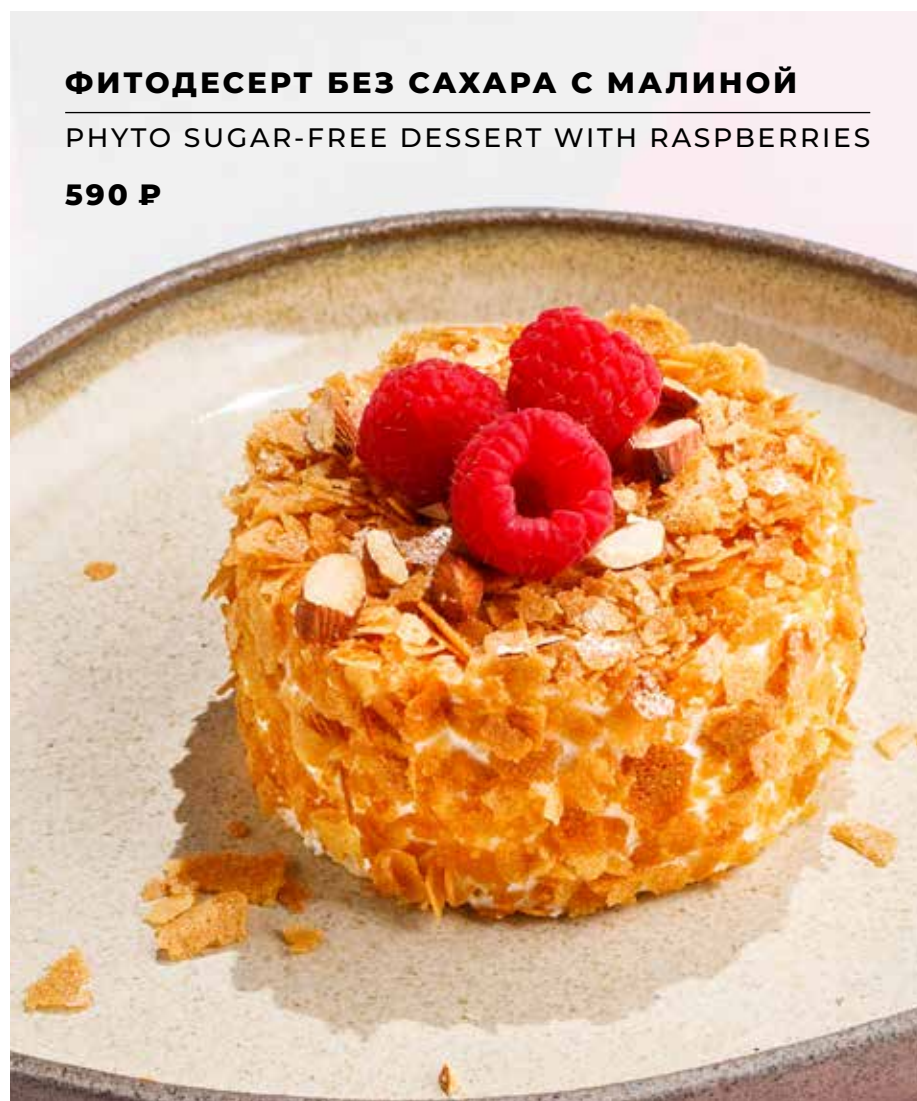 ФИТОДЕСЕРТ БЕЗ САХАРА С МАЛИНОЙ
PHYTO SUGAR-FREE DESSERT WITH RASPBERRIES
590 ₽